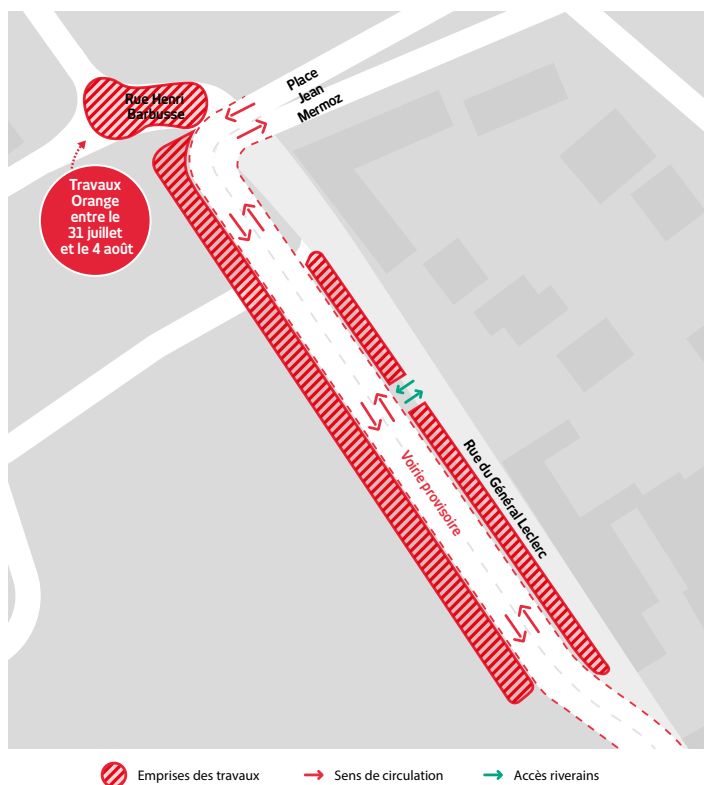 Place
Jean
Mermoz
Rue Henri
Barbusse
Travaux
Orange
entre le
31 juillet
et le 4 août
Voirie provisoire
Rue du Général Leclerc
Emprises des travaux
Sens de circulation
Accès riverains